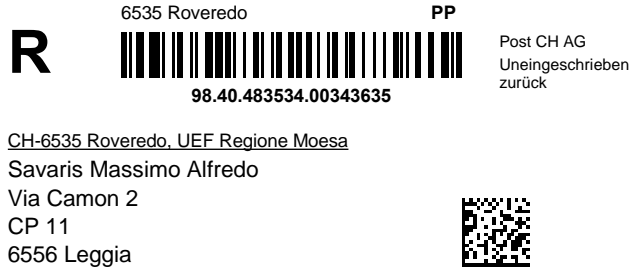 6535 Roveredo PP
R
Post CH AG
Uneingeschrieben
zurück
98.40.483534.00343635
CH-6535 Roveredo, UEF Regione Moesa
Savaris Massimo Alfredo
Via Camon 2
CP 11
6556 Leggia